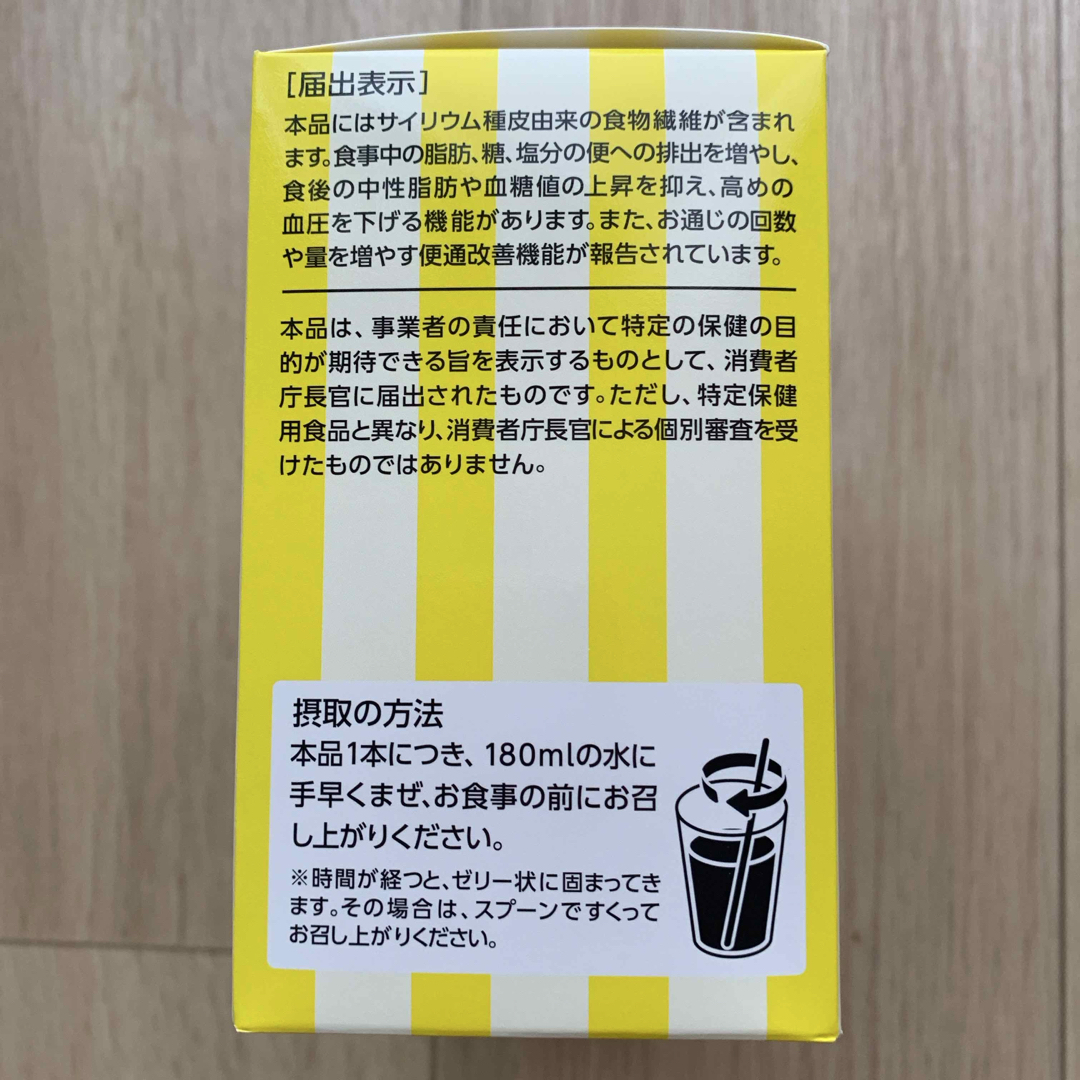 [届出表示]
本品にはサイリウム種皮由来の食物繊維が含まれ
ます。食事中の脂肪、糖、塩分の便への排出を増やし、
食後の中性脂肪や血糖値の上昇を抑え、高めの
血圧を下げる機能があります。また、お通じの回数
や量を増やす便通改善機能が報告されています。
本品は、事業者の責任において特定の保健の目
的が期待できる旨を表示するものとして、消費者
庁長官に届出されたものです。ただし、特定保健
用食品と異なり、消費者庁長官による個別審査を受
けたものではありません。
摂取の方法
本品1本につき、180mlの水に
手早くまぜ、お食事の前にお召
し上がりください。
※時間が経つと、ゼリー状に固まってき
ます。その場合は、スプーンですくって
お召し上がりください。